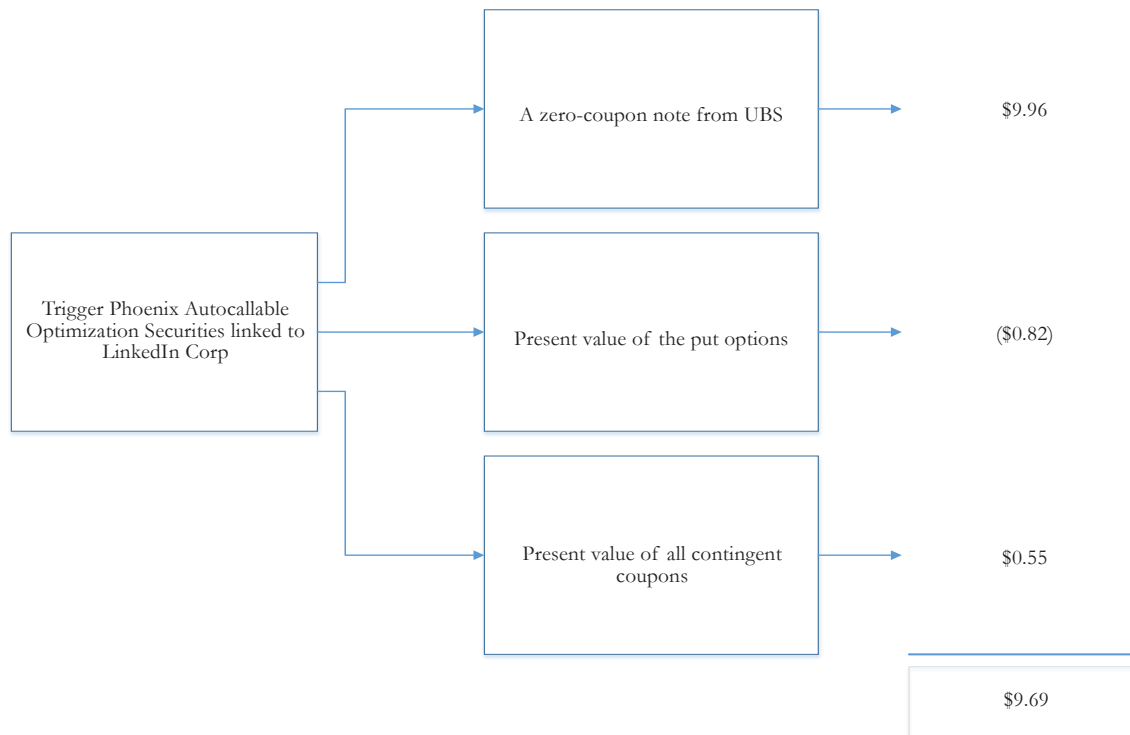 A zero-coupon note from UBS
$9.96
Trigger Phoenix Autocallable
Optimization Securities linked to
LinkedIn Corp
Present value of the put options
($0.82)
Present value of all contingent
coupons
$0.55
$9.69